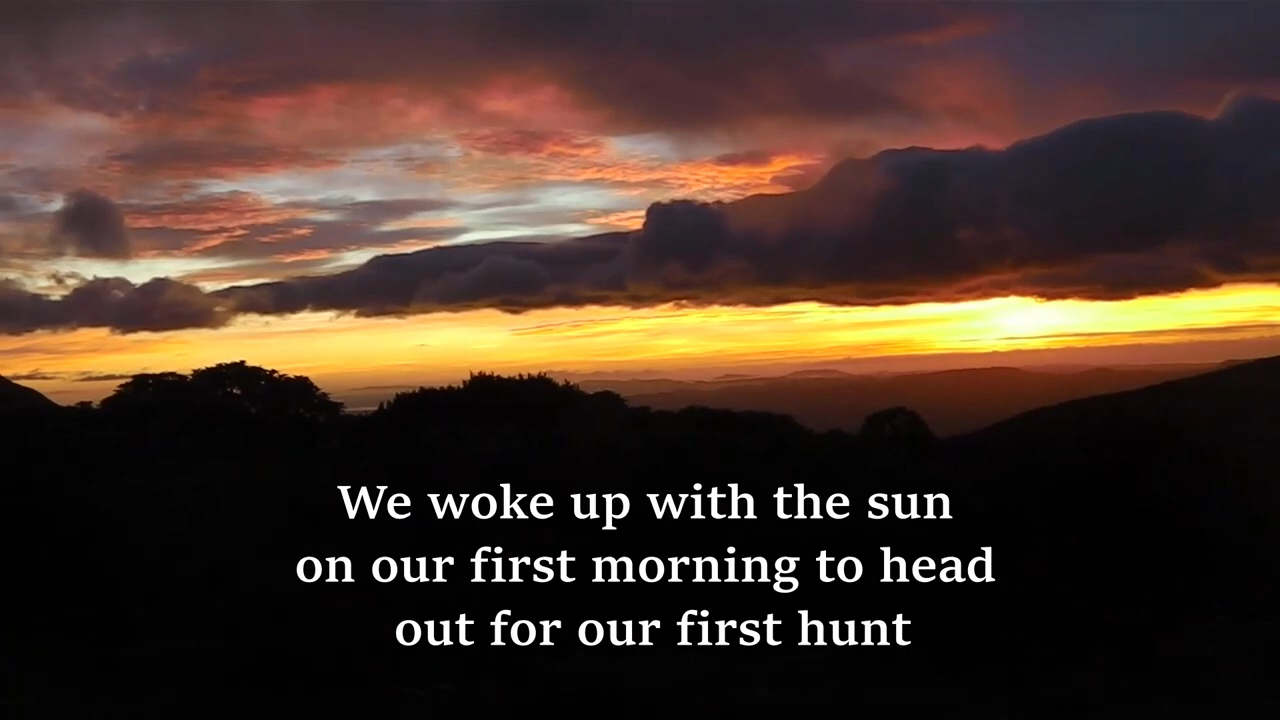 We woke up with the sun
on our first morning to head
out for our first hunt